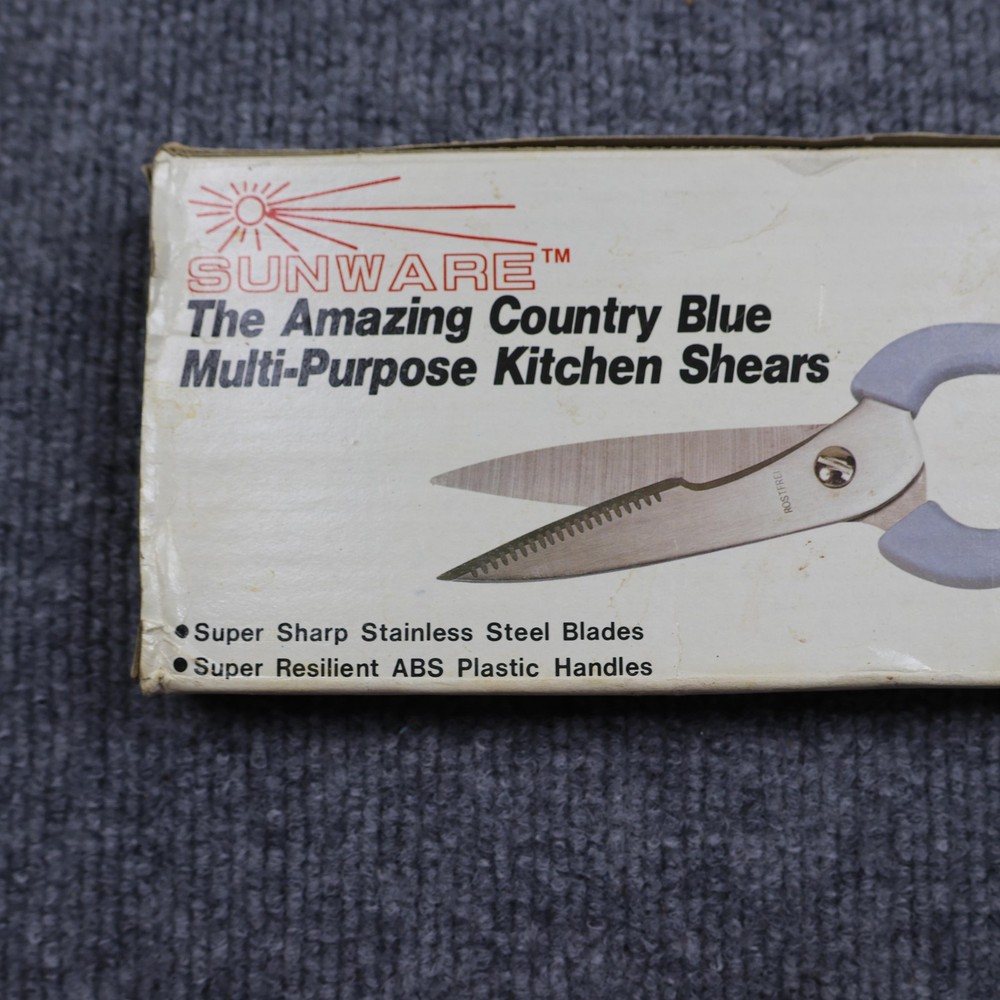 SUNWARE™
The Amazing Country Blue
Multi-Purpose Kitchen Shears
ROSTFREI
•Super Sharp Stainless Steel Blades
•Super Resilient ABS Plastic Handles